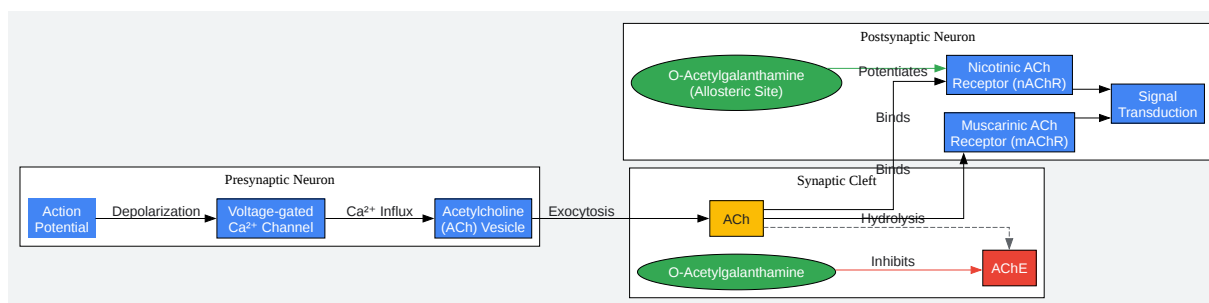 Postsynaptic Neuron
O-Acetylgalanthamine
(Allosteric Site)
Potentiates
Nicotinic ACh
Receptor (nAChR)
Signal
Transduction
Binds
Muscarinic ACh
Receptor (mAChR)
Binds
Presynaptic Neuron
Synaptic Cleft
Action
Potential
Depolarization
Voltage-gated
Ca²⁺ Channel
Ca²⁺ Influx
Acetylcholine
(ACh) Vesicle
Exocytosis
ACh
Hydrolysis
O-Acetylgalanthamine
Inhibits
AChE